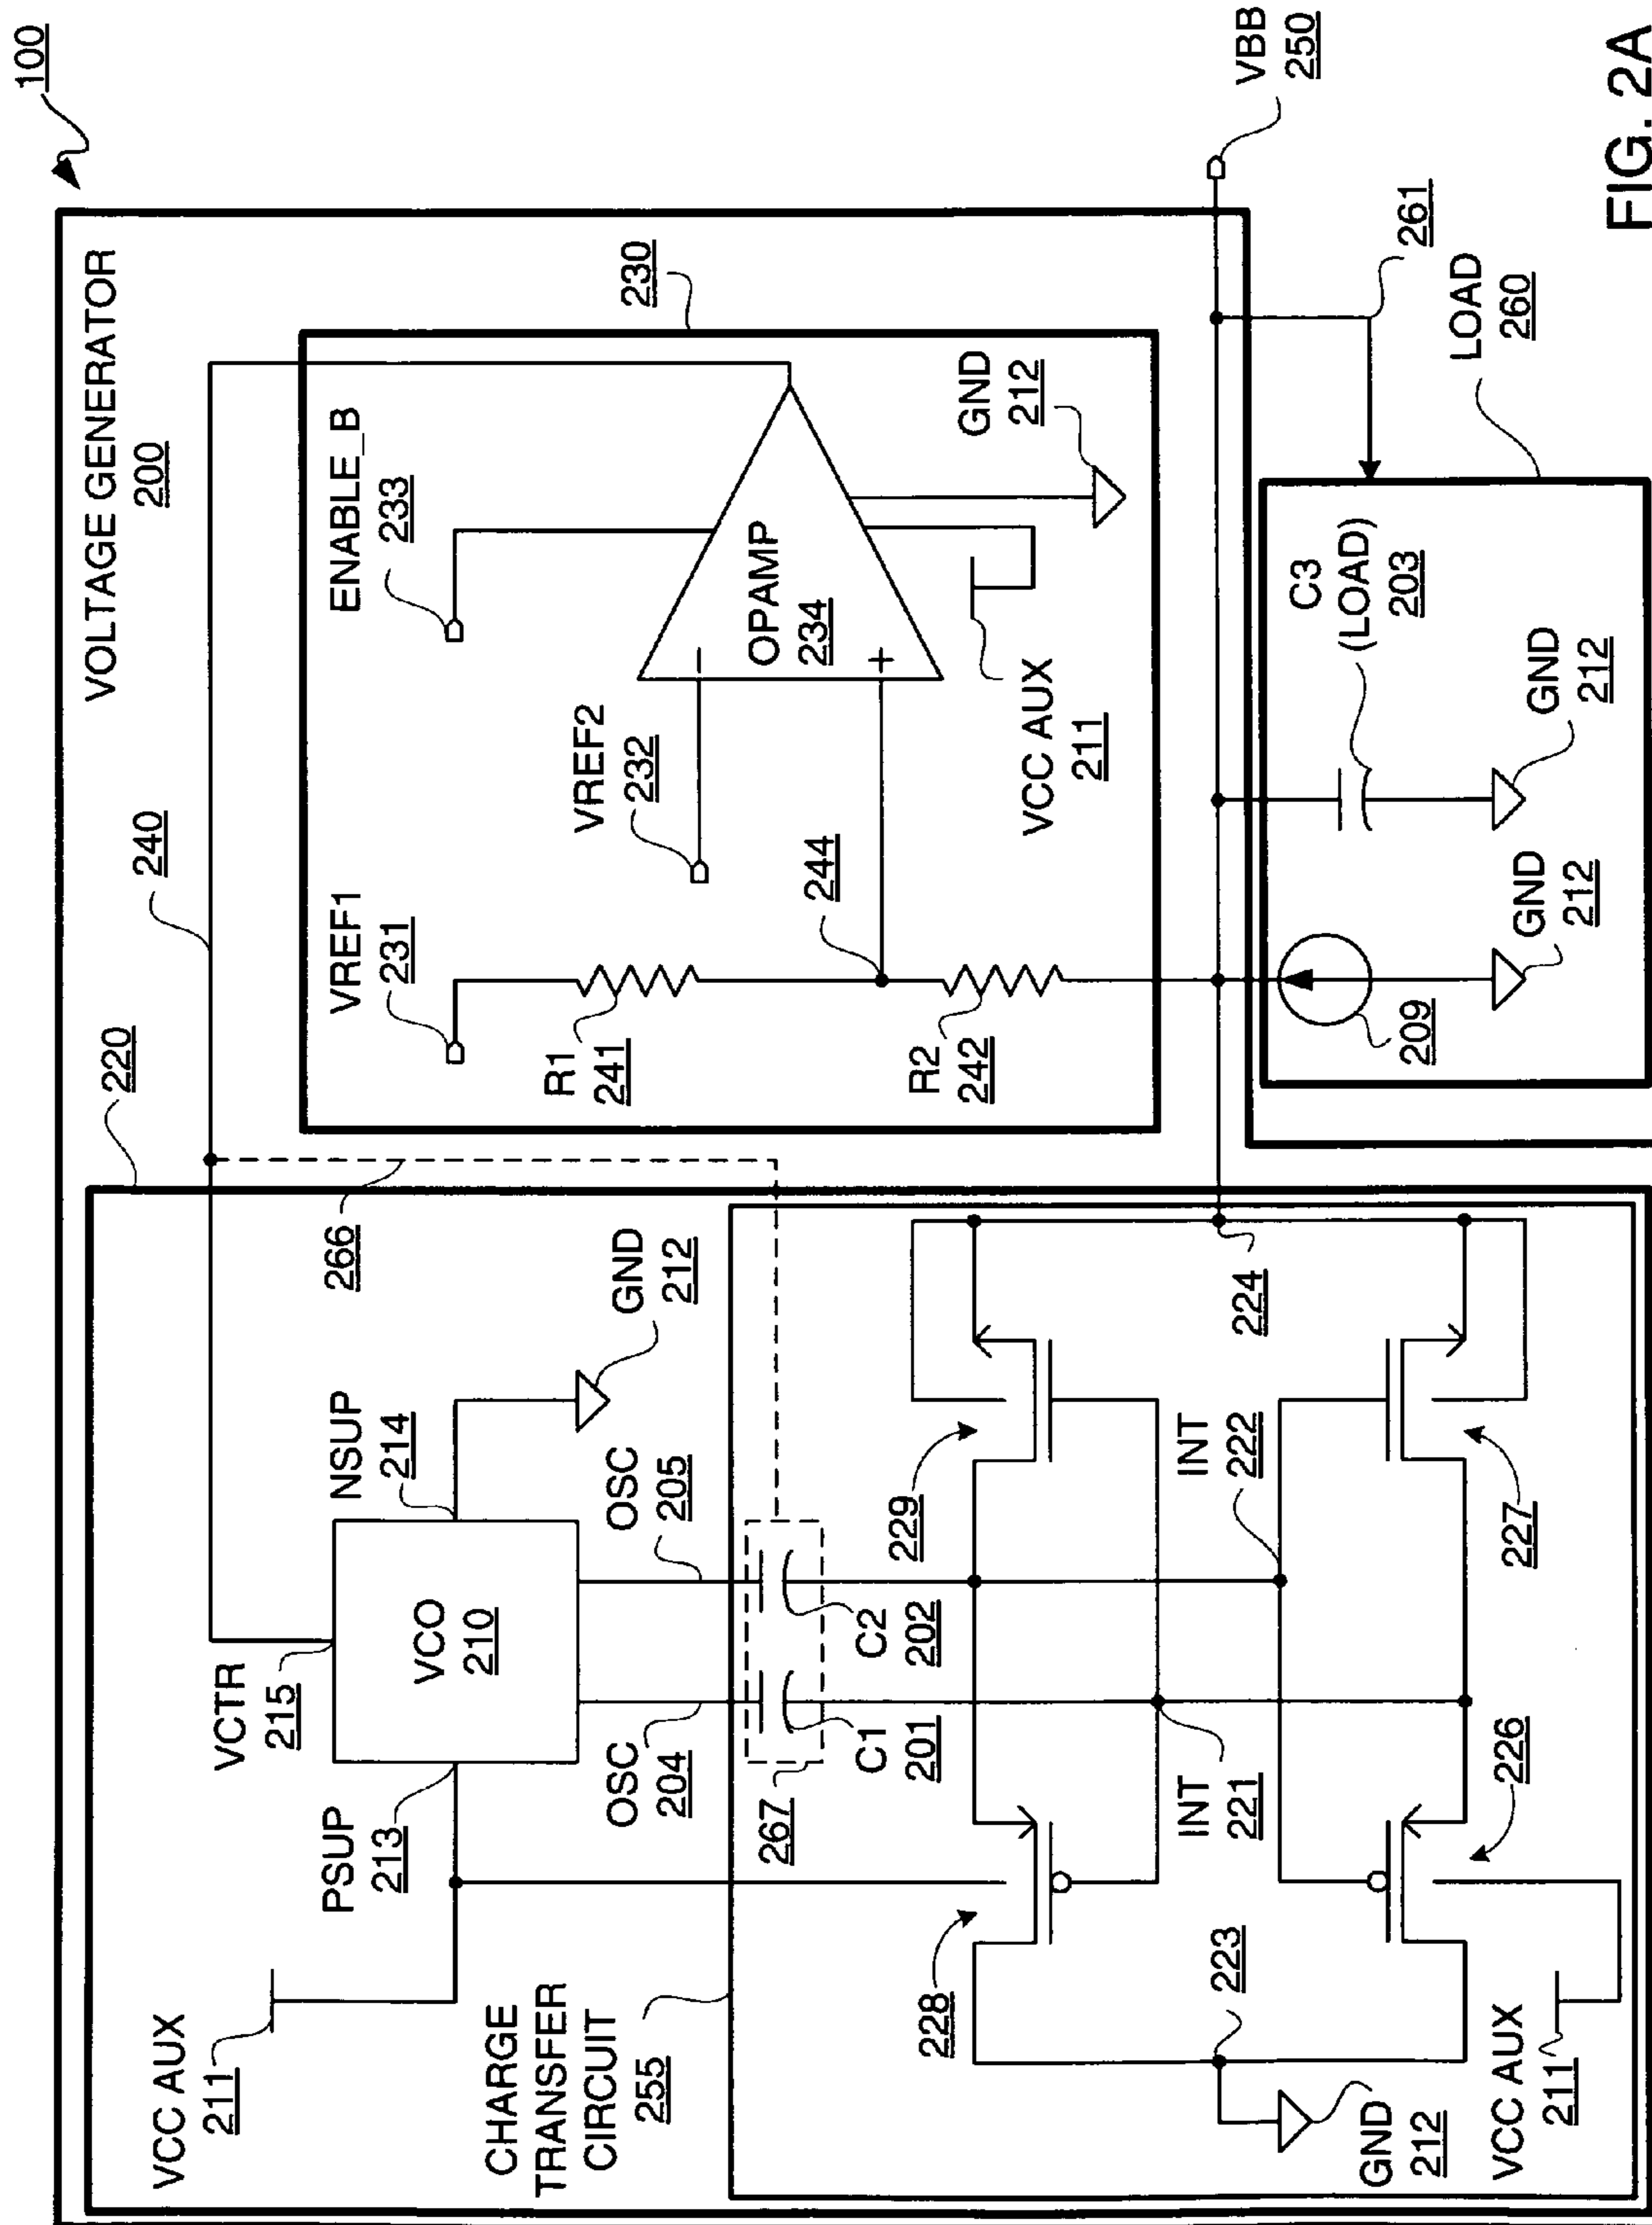 100
VOLTAGE GENERATOR
200
220
240
230
VCC AUX
211
VCTR
215
PSUP
213
NSUP
214
VCO
210
GND
212
266
VREF1
231
ENABLE_B
233
VREF2
232
OPAMP
234
−
+
R1
241
244
R2
242
VCC AUX
211
GND
212
OSC
204
OSC
205
CHARGE
TRANSFER
CIRCUIT
255
267
C1
201
C2
202
228
229
INT
221
INT
222
223
224
226
227
GND
212
VCC AUX
211
VBB
250
261
LOAD
260
C3
(LOAD)
203
209
GND
212
GND
212
FIG. 2A